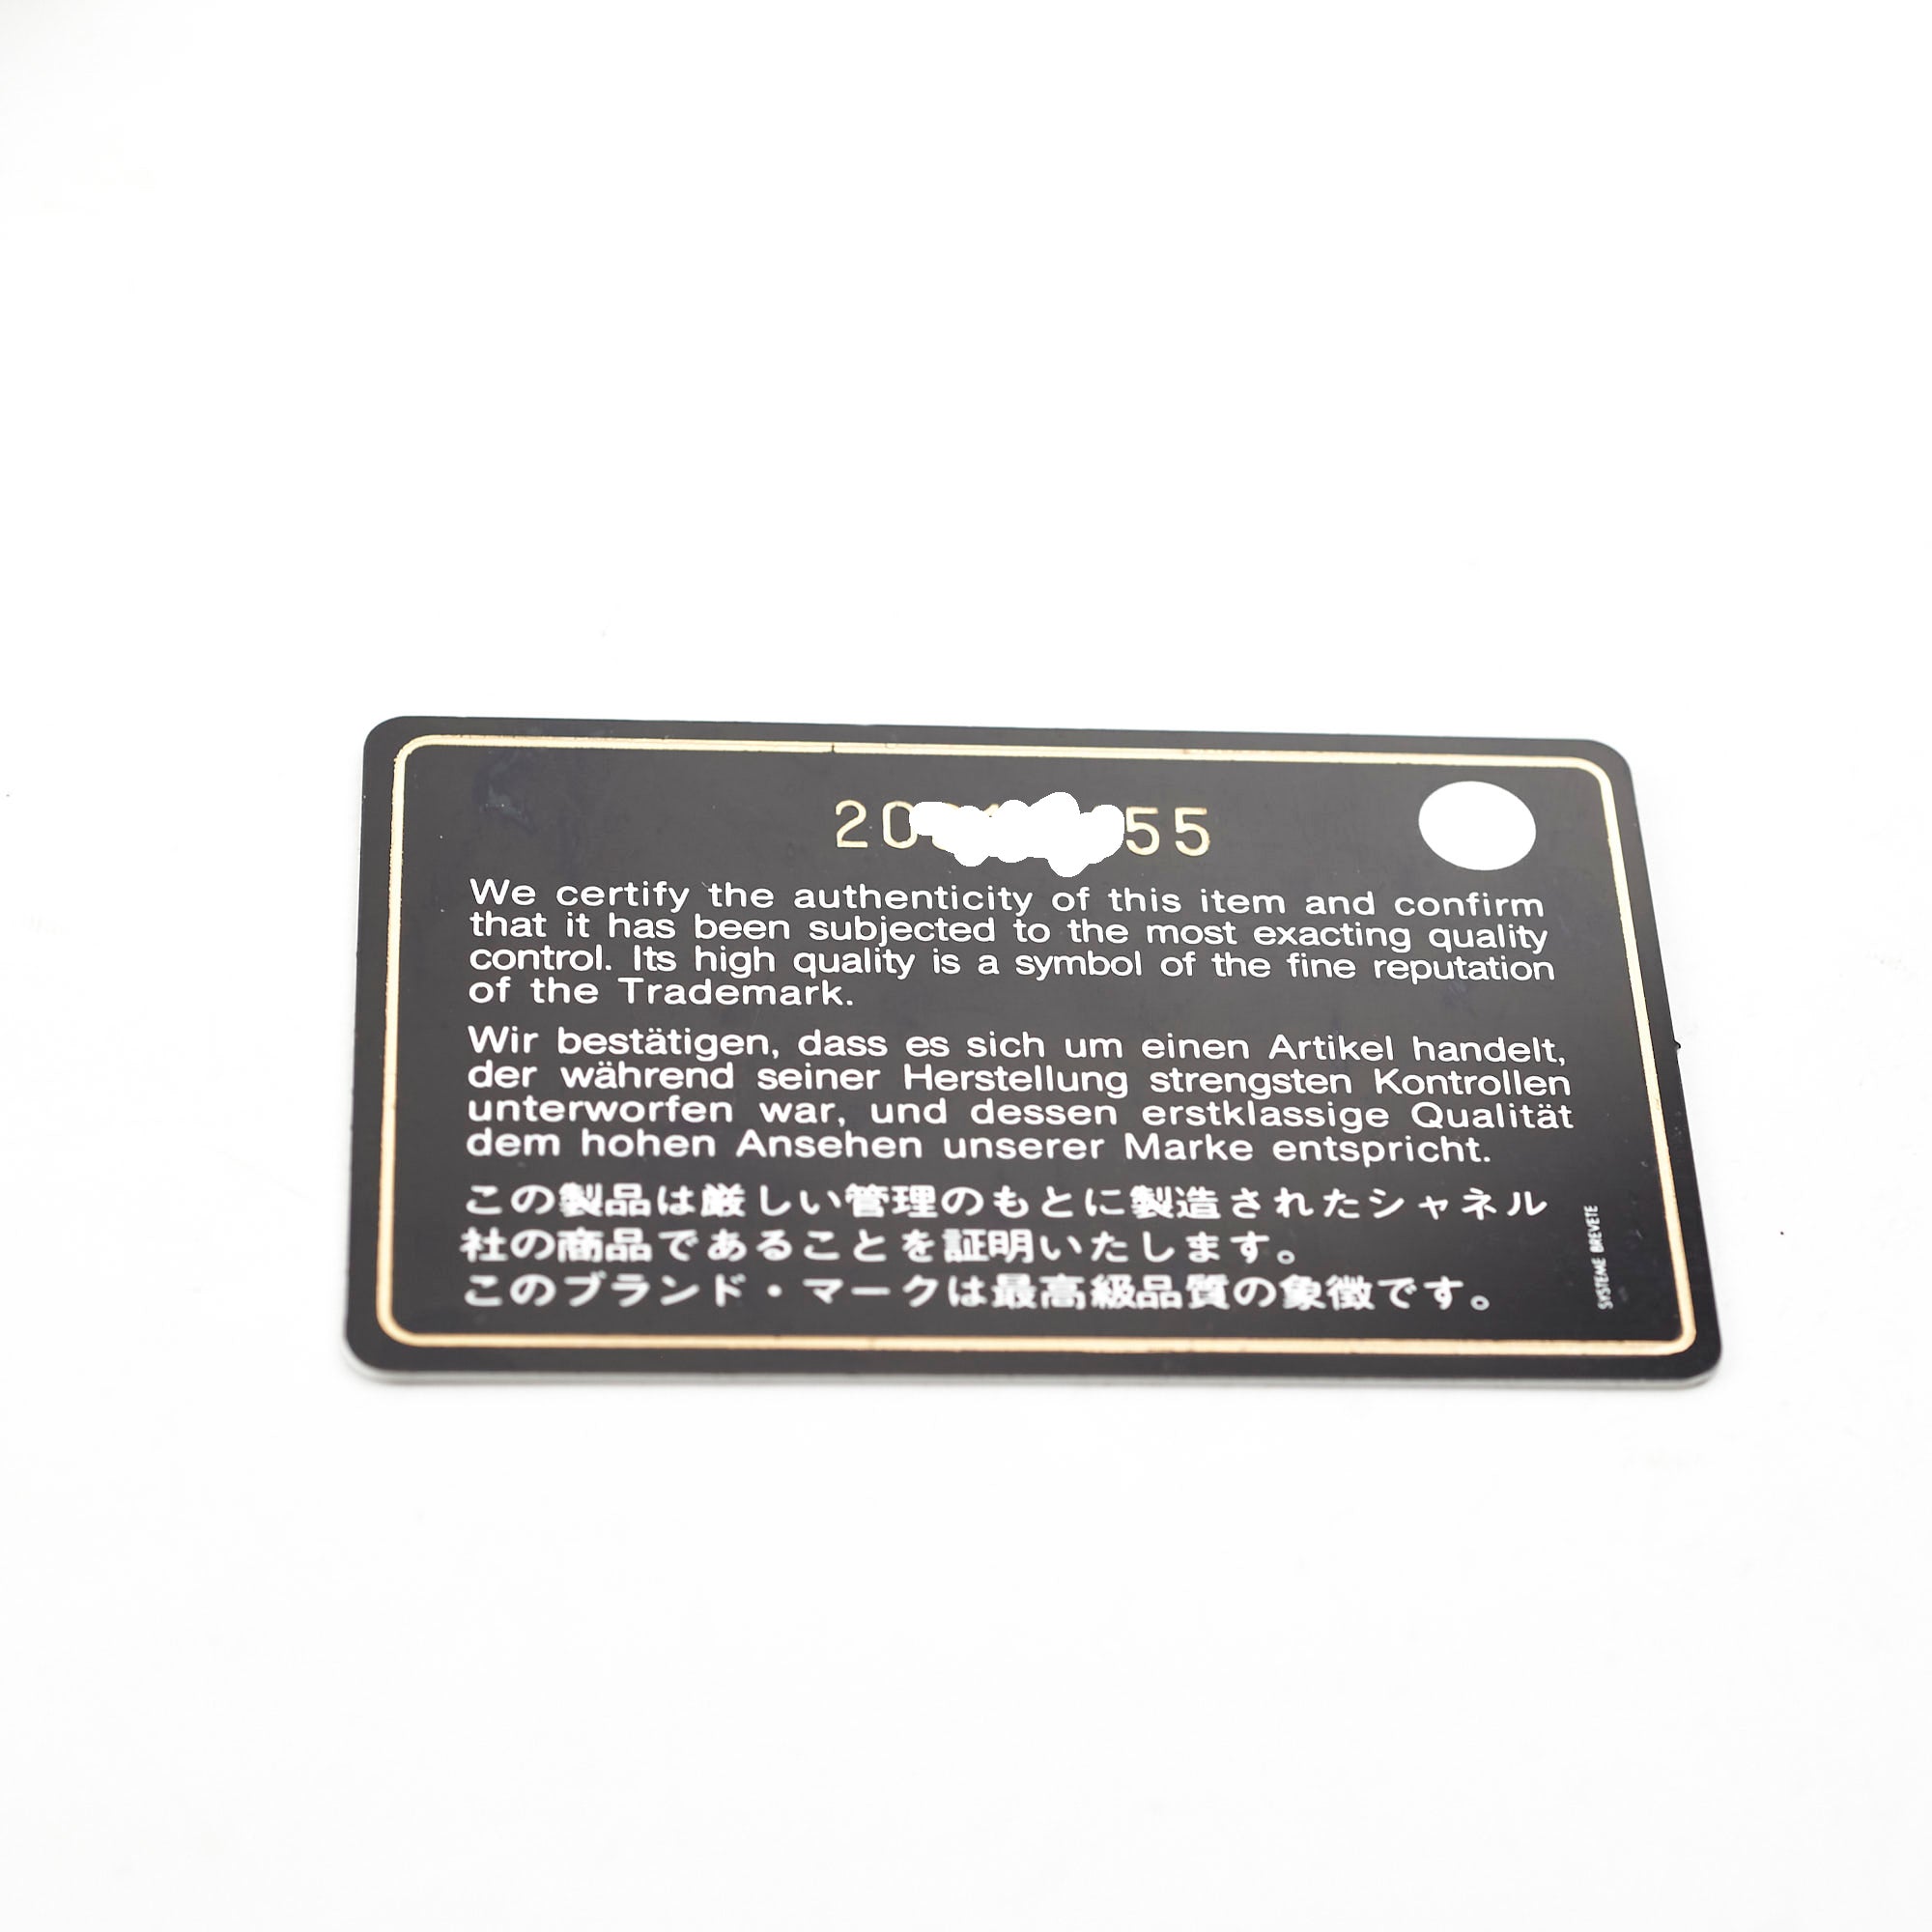 20 55
We certify the authenticity of this item and confirm
that it has been subjected to the most exacting quality
control. Its high quality is a symbol of the fine reputation
of the Trademark.
Wir bestätigen, dass es sich um einen Artikel handelt,
der während seiner Herstellung strengsten Kontrollen
unterworfen war, und dessen erstklassige Qualität
dem hohen Ansehen unserer Marke entspricht.
この製品は厳しい管理のもとに製造されたシャネル
社の商品であることを証明いたします。
このブランド・マークは最高級品質の象徴です。
SYSTEME BREVETE